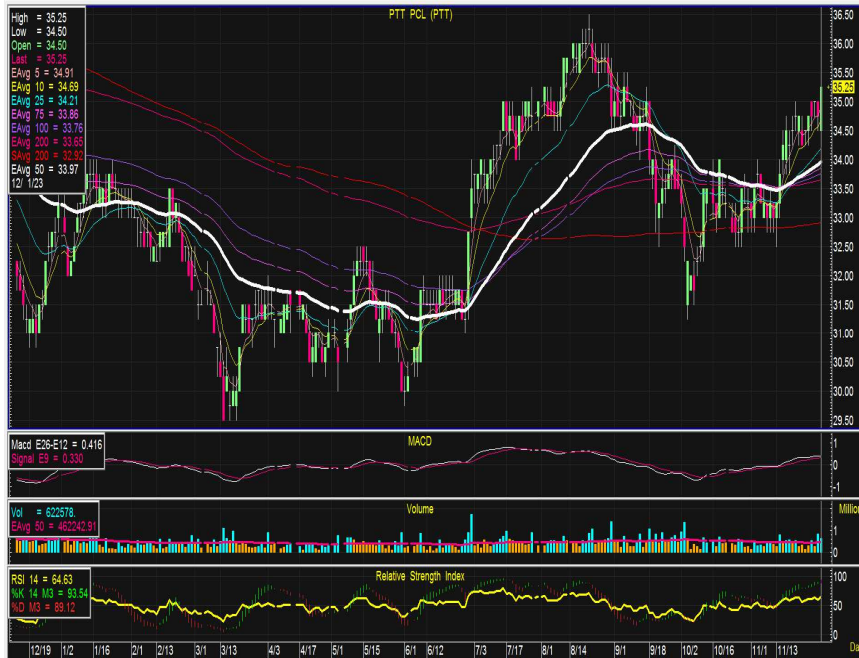 PTT PCL (PTT)
High = 35.25
Low = 34.50
Open = 34.50
Last = 35.25
EAvg 5 = 34.91
EAvg 10 = 34.69
EAvg 25 = 34.21
EAvg 75 = 33.86
EAvg 100 = 33.76
EAvg 200 = 33.65
SAvg 200 = 32.92
EAvg 50 = 33.97
12/ 1/23
36.50
36.00
35.50
35.25
35.00
34.50
34.00
33.50
33.00
32.50
32.00
31.50
31.00
30.50
30.00
29.50
MACD
Macd E26-E12 = 0.416
Signal E9 = 0.330
1
0
-1
Volume
Vol = 622578.
EAvg 50 = 462242.91
Millio
2
1
0
Relative Strength Index
RSI 14 = 64.63
%K 14 M3 = 93.54
%D M3 = 89.12
100
50
0
12/19 1/2 1/16 2/1 2/13 3/1 3/13 4/3 4/17 5/1 5/15 6/1 6/12 7/3 7/17 8/1 8/14 9/1 9/18 10/2 10/16 11/1 11/13 Da